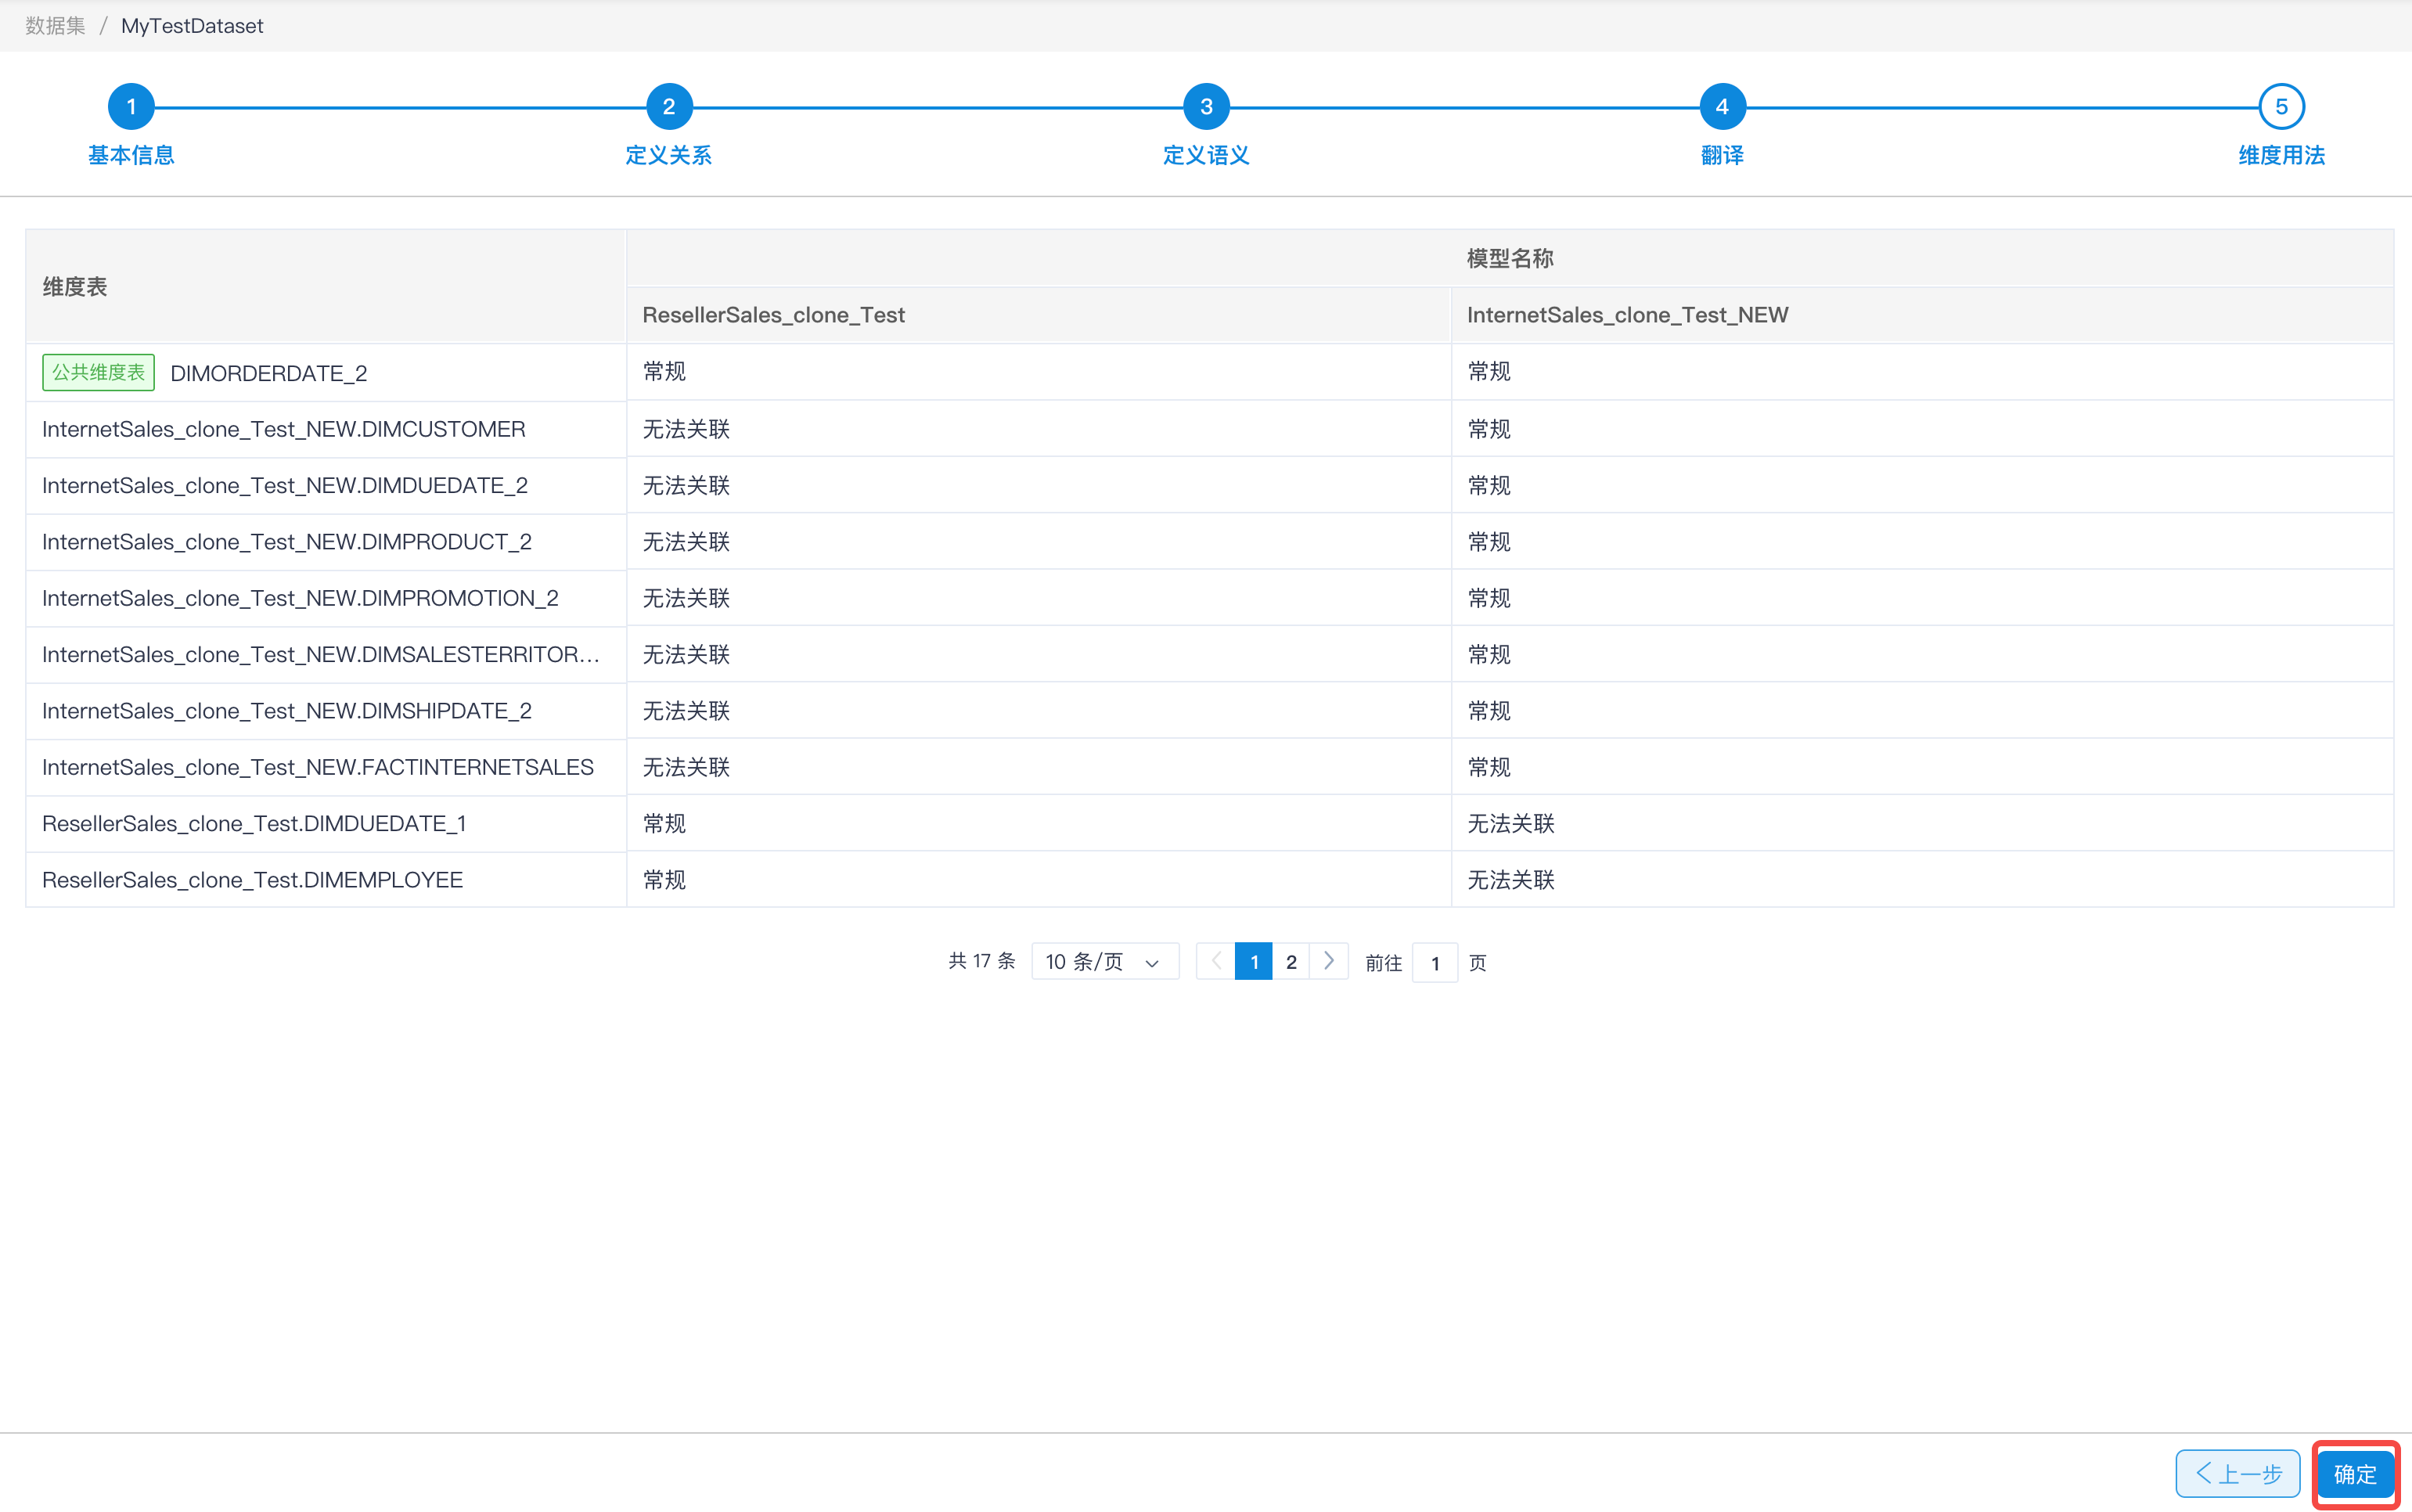 数据集 / MyTestDataset
1 2 3 4 5
基本信息 定义关系 定义语义 翻译 维度用法
维度表 模型名称
ResellerSales_clone_Test InternetSales_clone_Test_NEW
公共维度表 DIMORDERDATE_2 常规 常规
InternetSales_clone_Test_NEW.DIMCUSTOMER 无法关联 常规
InternetSales_clone_Test_NEW.DIMDUEDATE_2 无法关联 常规
InternetSales_clone_Test_NEW.DIMPRODUCT_2 无法关联 常规
InternetSales_clone_Test_NEW.DIMPROMOTION_2 无法关联 常规
InternetSales_clone_Test_NEW.DIMSALESTERRITOR... 无法关联 常规
InternetSales_clone_Test_NEW.DIMSHIPDATE_2 无法关联 常规
InternetSales_clone_Test_NEW.FACTINTERNETSALES 无法关联 常规
ResellerSales_clone_Test.DIMDUEDATE_1 常规 无法关联
ResellerSales_clone_Test.DIMEMPLOYEE 常规 无法关联
共 17 条 10 条/页 1 2 前往 1 页
上一步 确定